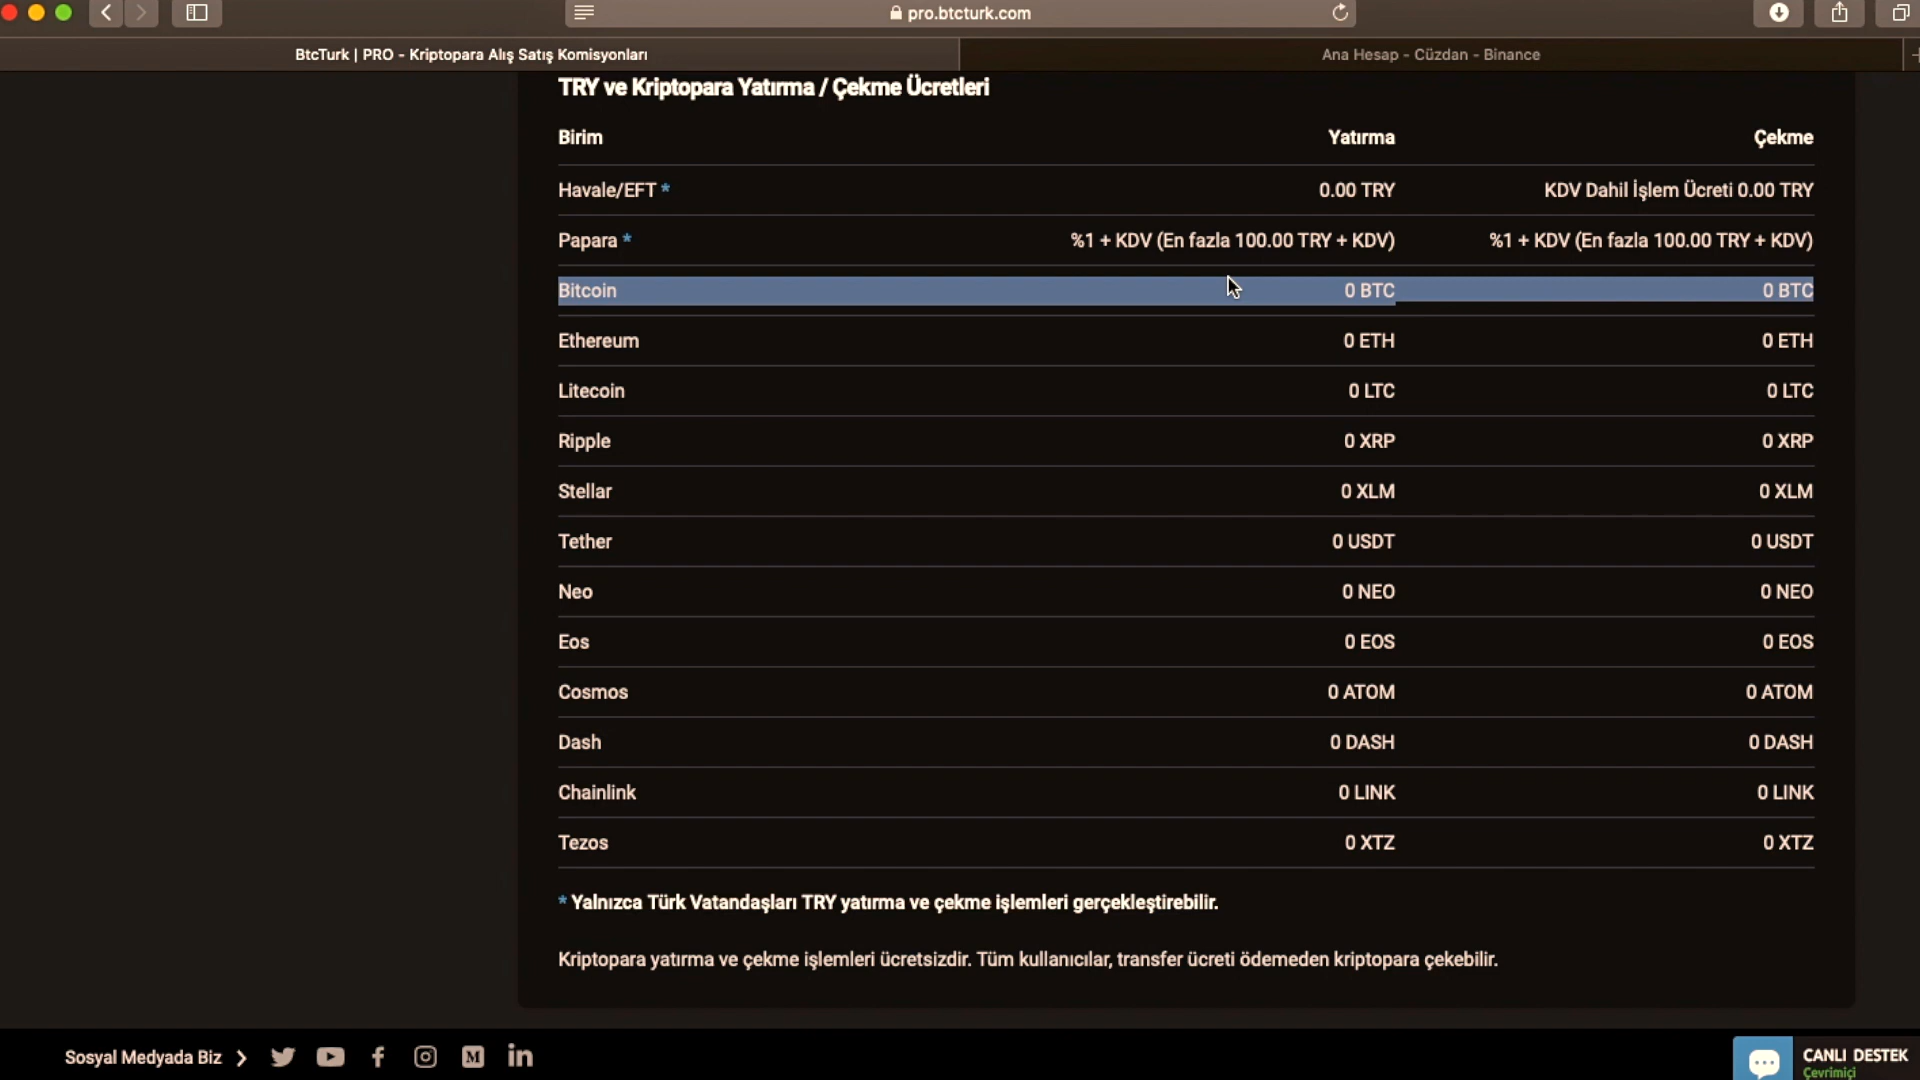 pro.btcturk.com
BtcTurk | PRO - Kriptopara Alış Satış Komisyonları
Ana Hesap - Cüzdan - Binance
TRY ve Kriptopara Yatırma / Çekme Ücretleri
Birim Yatırma Çekme
Havale/EFT * 0.00 TRY KDV Dahil İşlem Ücreti 0.00 TRY
Papara * %1 + KDV (En fazla 100.00 TRY + KDV) %1 + KDV (En fazla 100.00 TRY + KDV)
Bitcoin 0 BTC 0 BTC
Ethereum 0 ETH 0 ETH
Litecoin 0 LTC 0 LTC
Ripple 0 XRP 0 XRP
Stellar 0 XLM 0 XLM
Tether 0 USDT 0 USDT
Neo 0 NEO 0 NEO
Eos 0 EOS 0 EOS
Cosmos 0 ATOM 0 ATOM
Dash 0 DASH 0 DASH
Chainlink 0 LINK 0 LINK
Tezos 0 XTZ 0 XTZ
* Yalnızca Türk Vatandaşları TRY yatırma ve çekme işlemleri gerçekleştirebilir.
Kriptopara yatırma ve çekme işlemleri ücretsizdir. Tüm kullanıcılar, transfer ücreti ödemeden kriptopara çekebilir.
Sosyal Medyada Biz
CANLI DESTEK
Çevrimiçi